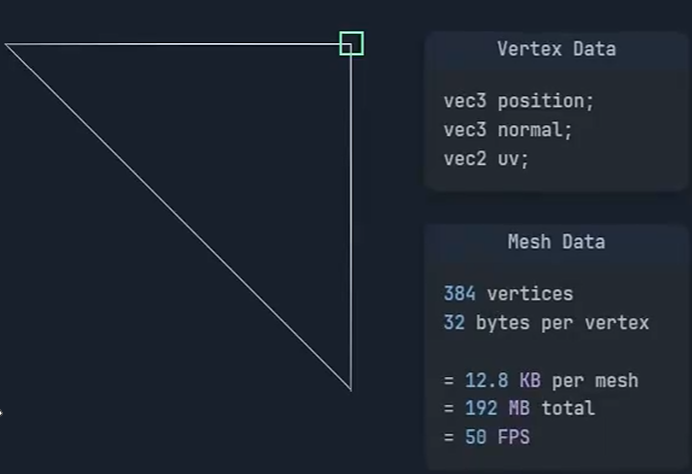 Vertex Data
vec3 position;
vec3 normal;
vec2 uv;
Mesh Data
384 vertices
32 bytes per vertex
= 12.8 KB per mesh
= 192 MB total
= 50 FPS